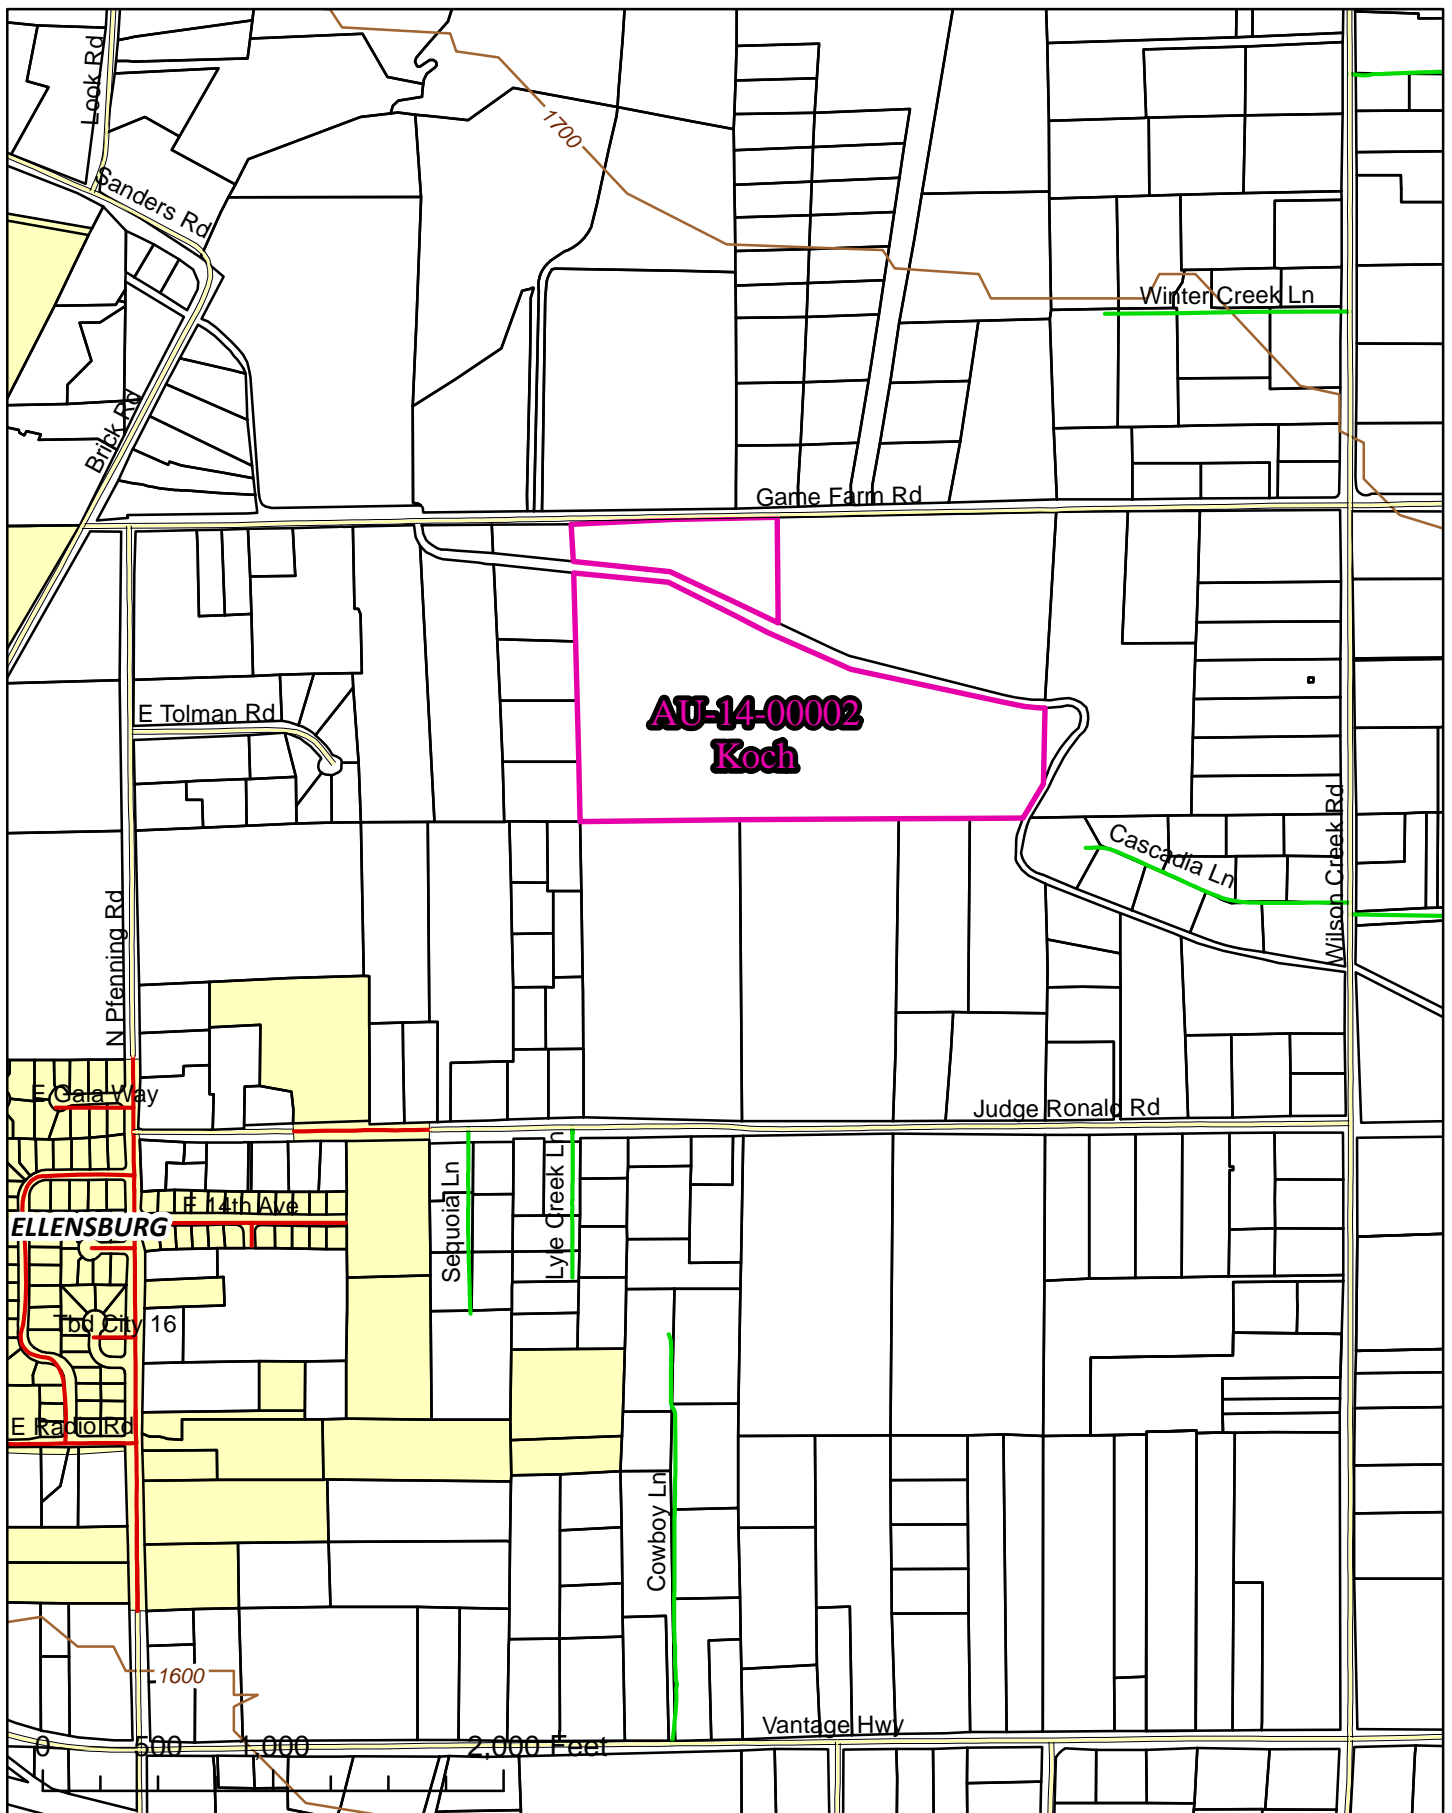 Look Rd
1700
Sanders Rd
Winter Creek Ln
Brick Rd
Game Farm Rd
E Tolman Rd
AU-14-00002
Koch
Wilson Creek Rd
Cascadia Ln
N Pfenning Rd
E Gala Way
Judge Ronald Rd
E 14th Ave
Sequoia Ln
Lyle Creek Ln
ELLENSBURG
Tbd City 16
E Radio Rd
Cowboy Ln
1600
Vantage Hwy
0 500 1,000 2,000 Feet